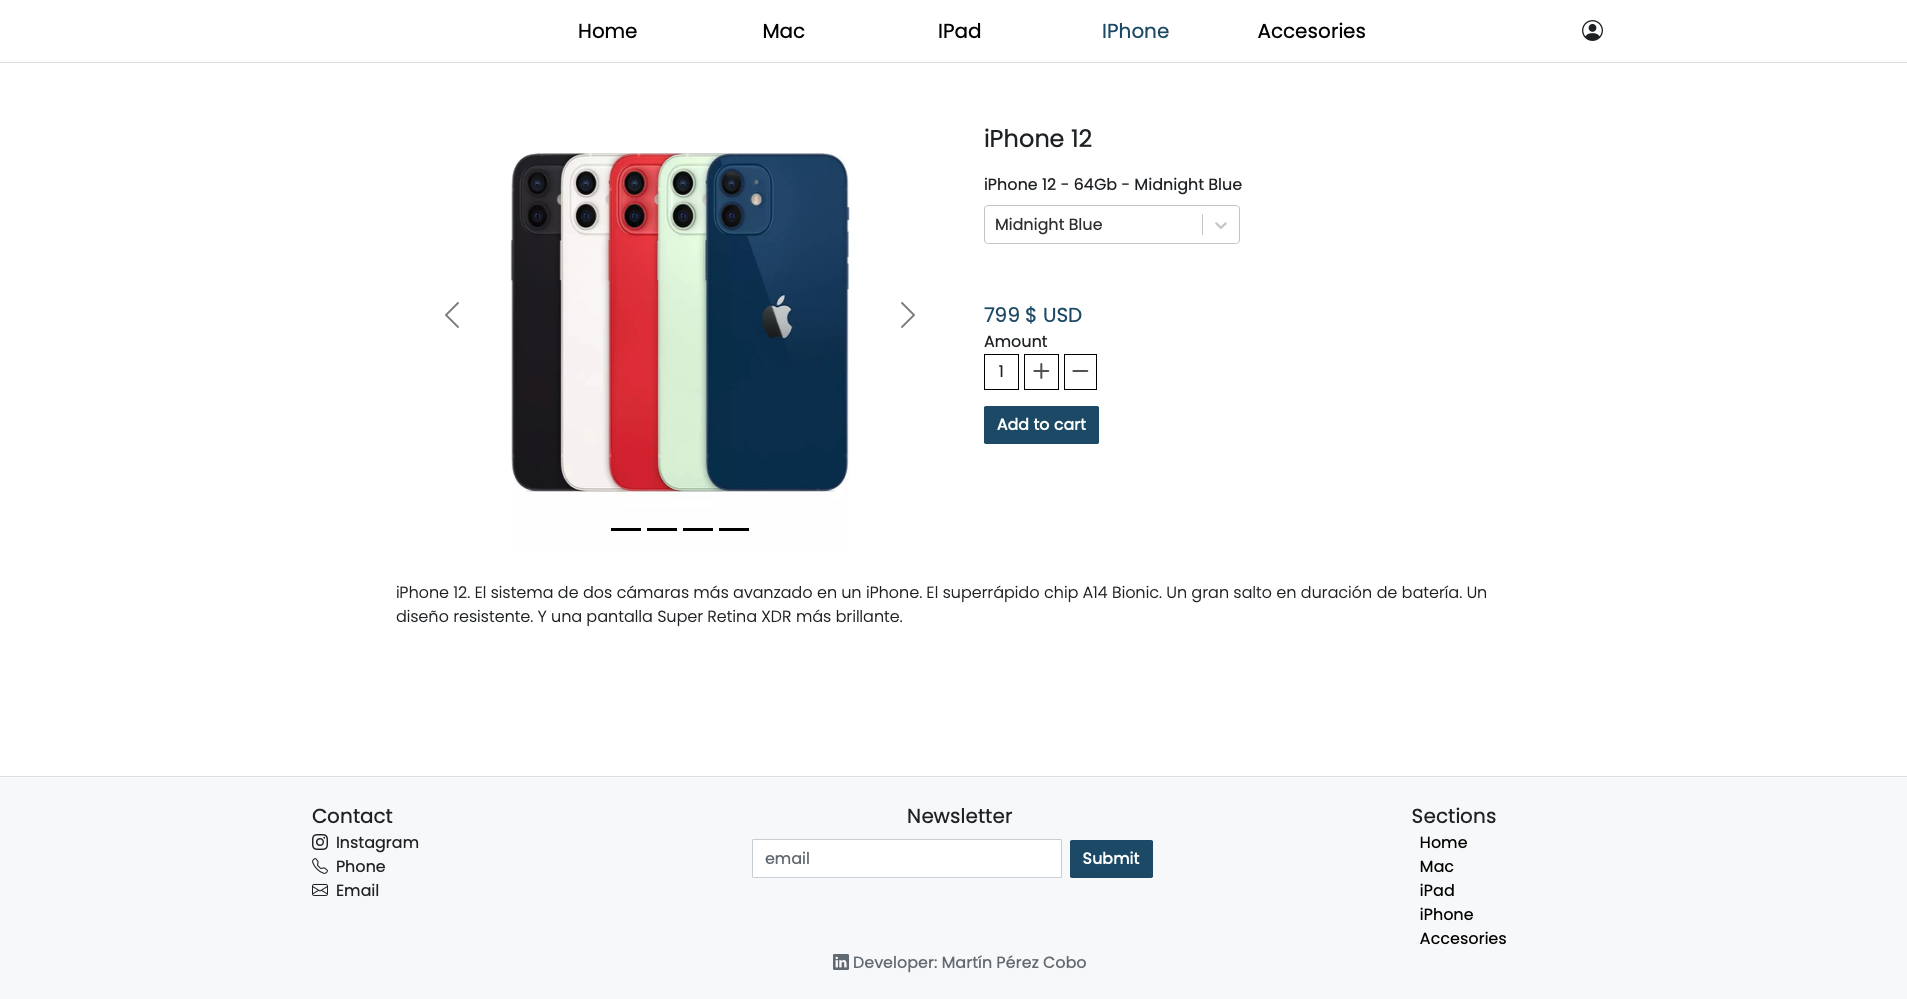 Home Mac IPad IPhone Accesories
iPhone 12
iPhone 12 - 64Gb - Midnight Blue
Midnight Blue
799 $ USD
Amount
1
Add to cart
iPhone 12. El sistema de dos cámaras más avanzado en un iPhone. El superrápido chip A14 Bionic. Un gran salto en duración de batería. Un
diseño resistente. Y una pantalla Super Retina XDR más brillante.
Contact
Instagram
Phone
Email
Newsletter
email
Submit
Sections
Home
Mac
iPad
iPhone
Accesories
Developer: Martín Pérez Cobo